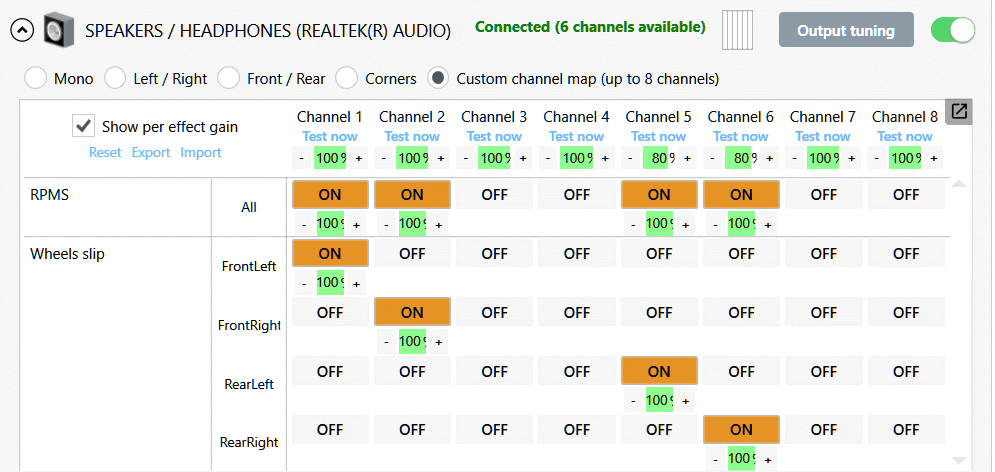 SPEAKERS / HEADPHONES (REALTEK(R) AUDIO) Connected (6 channels available) Output tuning
Mono Left / Right Front / Rear Corners Custom channel map (up to 8 channels)
Show per effect gain Channel 1 Channel 2 Channel 3 Channel 4 Channel 5 Channel 6 Channel 7 Channel 8
Test now Test now Test now Test now Test now Test now Test now Test now
Reset Export Import - 100% + - 100% + - 100% + - 100% + - 80% + - 80% + - 100% + - 100% +
RPMS All ON ON OFF OFF ON ON OFF OFF
- 100% + - 100% + - 100% + - 100% +
Wheels slip FrontLeft ON OFF OFF OFF OFF OFF OFF OFF
- 100% +
FrontRight OFF ON OFF OFF OFF OFF OFF OFF
- 100% +
RearLeft OFF OFF OFF OFF ON OFF OFF OFF
- 100% +
RearRight OFF OFF OFF OFF OFF ON OFF OFF
- 100% +